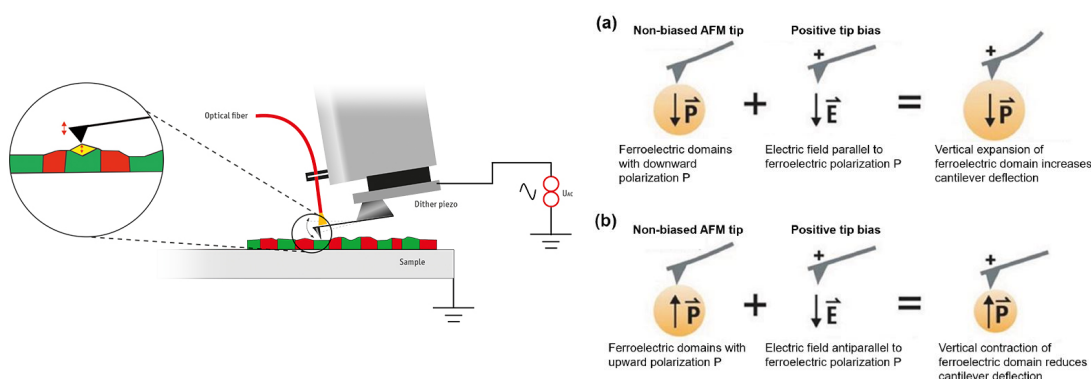 Optical fiber
Dither piezo
U_AC
Sample
(a)
Non-biased AFM tip
Positive tip bias
+
P
+
E
=
+
P
Ferroelectric domains
with downward
polarization P
Electric field parallel to
ferroelectric polarization P
Vertical expansion of
ferroelectric domain increases
cantilever deflection
(b)
Non-biased AFM tip
Positive tip bias
+
P
+
E
=
+
P
Ferroelectric domains with
upward polarization P
Electric field antiparallel to
ferroelectric polarization P
Vertical contraction of
ferroelectric domain reduces
cantilever deflection